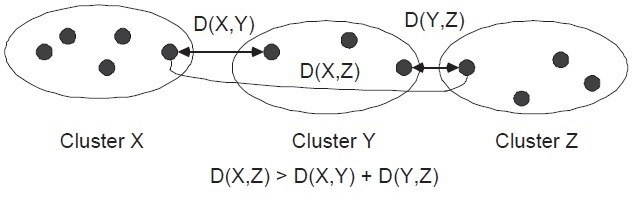 D(X,Y)
D(Y,Z)
D(X,Z)
Cluster X
Cluster Y
Cluster Z
D(X,Z) > D(X,Y) + D(Y,Z)